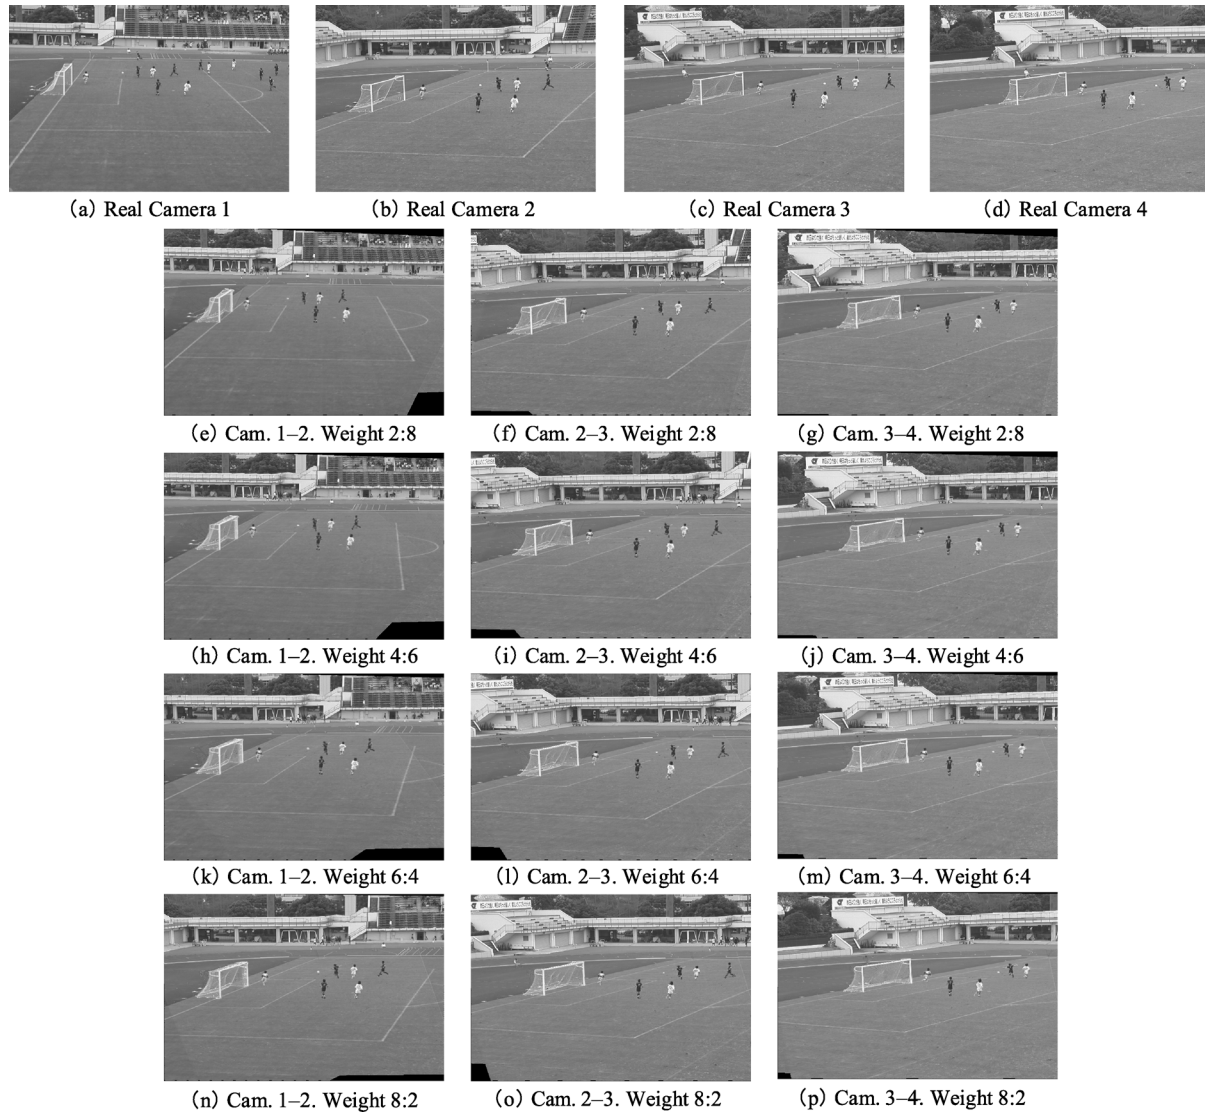 (a) Real Camera 1
(b) Real Camera 2
(c) Real Camera 3
(d) Real Camera 4
(e) Cam. 1–2. Weight 2:8
(f) Cam. 2–3. Weight 2:8
(g) Cam. 3–4. Weight 2:8
(h) Cam. 1–2. Weight 4:6
(i) Cam. 2–3. Weight 4:6
(j) Cam. 3–4. Weight 4:6
(k) Cam. 1–2. Weight 6:4
(l) Cam. 2–3. Weight 6:4
(m) Cam. 3–4. Weight 6:4
(n) Cam. 1–2. Weight 8:2
(o) Cam. 2–3. Weight 8:2
(p) Cam. 3–4. Weight 8:2